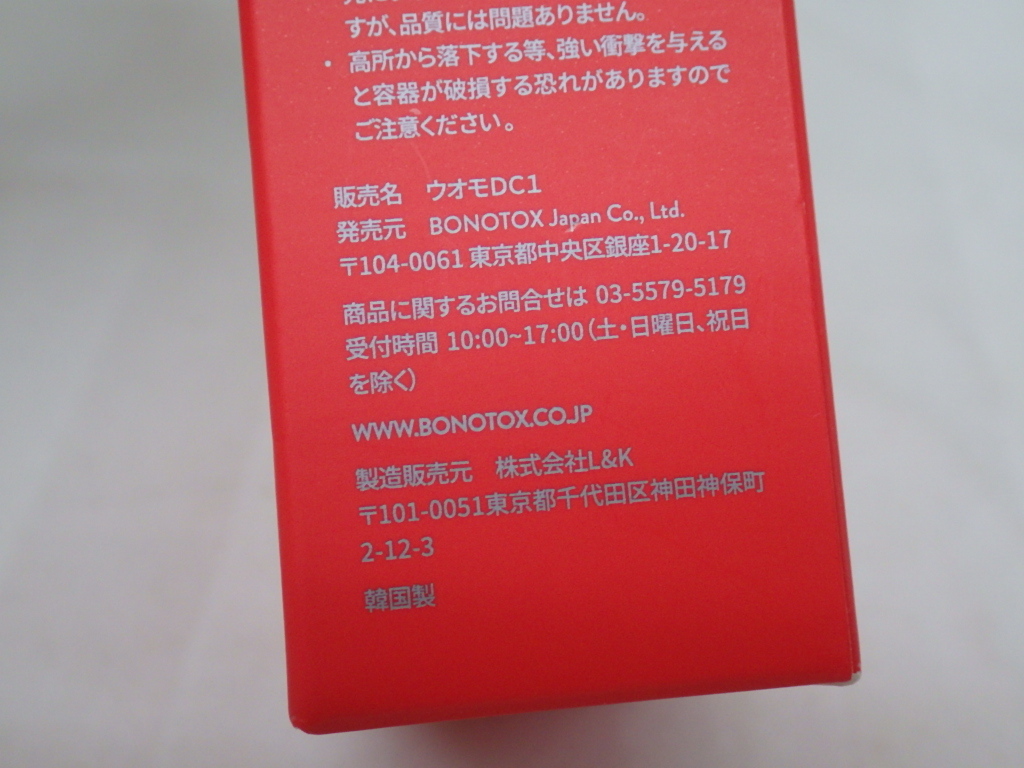 すが、品質には問題ありません。
・ 高所から落下する等、強い衝撃を与える
と容器が破損する恐れがありますので
ご注意ください。
販売名 ウオモDC1
発売元 BONOTOX Japan Co., Ltd.
〒104-0061 東京都中央区銀座1-20-17
商品に関するお問合せは 03-5579-5179
受付時間 10:00~17:00(土・日曜日、祝日
を除く)
WWW.BONOTOX.CO.JP
製造販売元 株式会社L&K
〒101-0051東京都千代田区神田神保町
2-12-3
韓国製